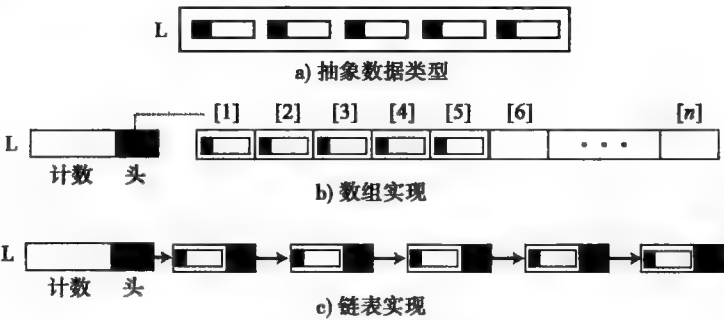 L
a) 抽象数据类型
[1] [2] [3] [4] [5] [6] [n]
L ···
计数 头
b) 数组实现
L
计数 头
c) 链表实现